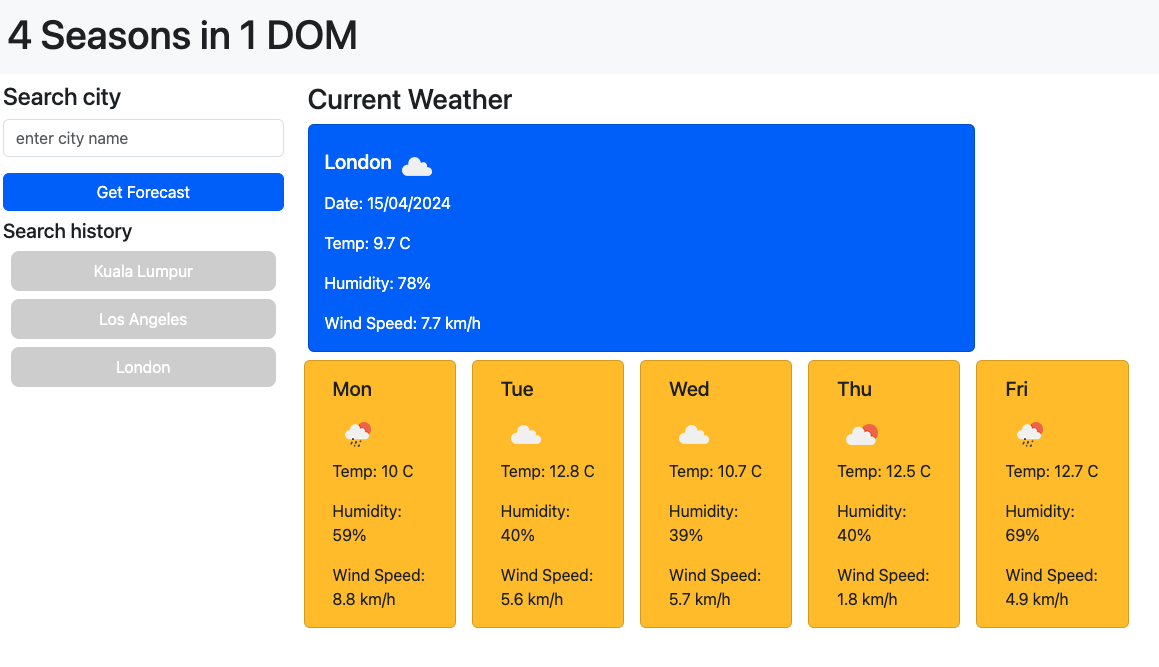 4 Seasons in 1 DOM
Search city
enter city name
Get Forecast
Search history
Kuala Lumpur
Los Angeles
London
Current Weather
London
Date: 15/04/2024
Temp: 9.7 C
Humidity: 78%
Wind Speed: 7.7 km/h
Mon
Temp: 10 C
Humidity:
59%
Wind Speed:
8.8 km/h
Tue
Temp: 12.8 C
Humidity:
40%
Wind Speed:
5.6 km/h
Wed
Temp: 10.7 C
Humidity:
39%
Wind Speed:
5.7 km/h
Thu
Temp: 12.5 C
Humidity:
40%
Wind Speed:
1.8 km/h
Fri
Temp: 12.7 C
Humidity:
69%
Wind Speed:
4.9 km/h